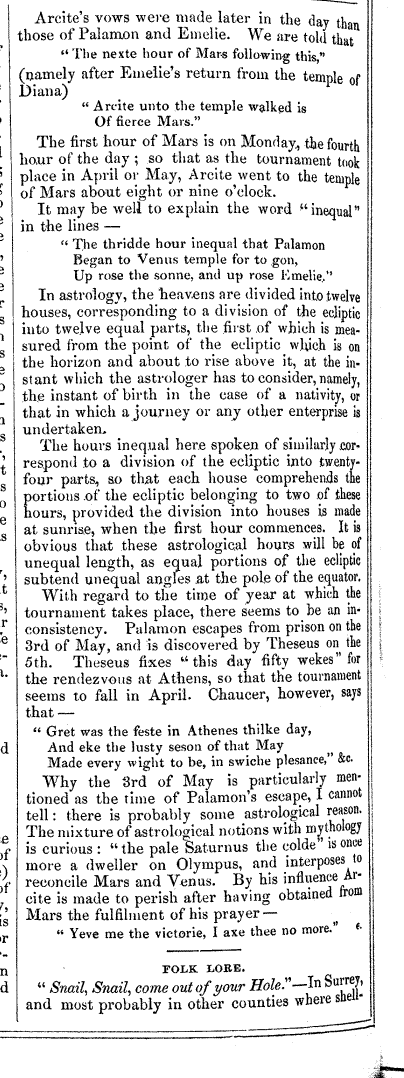 Arcite's vows were made later in the day than
those of Palamon and Emelie. We are told that
"The nexte hour of Mars following this,"
(namely after Emelie's return from the temple of
Diana)
"Arcite unto the temple walked is
Of fierce Mars."
The first hour of Mars is on Monday, the fourth
hour of the day; so that as the tournament took
place in April or May, Arcite went to the temple
of Mars about eight or nine o'clock.
It may be well to explain the word "inequal"
in the lines —
"The thridde hour inequal that Palamon
Began to Venus temple for to gon,
Up rose the sonne, and up rose Emelie."
In astrology, the heavens are divided into twelve
houses, corresponding to a division of the ecliptic
into twelve equal parts, the first of which is mea-
sured from the point of the ecliptic which is on
the horizon and about to rise above it, at the in-
stant which the astrologer has to consider, namely,
the instant of birth in the case of a nativity, or
that in which a journey or any other enterprise is
undertaken.
The hours inequal here spoken of similarly cor-
respond to a division of the ecliptic into twenty-
four parts, so that each house comprehends the
portions of the ecliptic belonging to two of these
hours, provided the division into houses is made
at sunrise, when the first hour commences. It is
obvious that these astrological hours will be of
unequal length, as equal portions of the ecliptic
subtend unequal angles at the pole of the equator.
With regard to the time of year at which the
tournament takes place, there seems to be an in-
consistency. Palamon escapes from prison on the
3rd of May, and is discovered by Theseus on the
5th. Theseus fixes "this day fifty wekes" for
the rendezvous at Athens, so that the tournament
seems to fall in April. Chaucer, however, says
that —
"Gret was the feste in Athenes thilke day,
And eke the lusty seson of that May
Made every wight to be, in swiche plesance," &c.
Why the 3rd of May is particularly men-
tioned as the time of Palamon's escape, I cannot
tell: there is probably some astrological reason.
The mixture of astrological notions with mythology
is curious: "the pale Saturnus the colde" is once
more a dweller on Olympus, and interposes to
reconcile Mars and Venus. By his influence Ar-
cite is made to perish after having obtained from
Mars the fulfilment of his prayer —
"Yeve me the victorie, I axe thee no more." ε.
FOLK LORE.
"Snail, Snail, come out of your Hole."—In Surrey,
and most probably in other counties where shell-